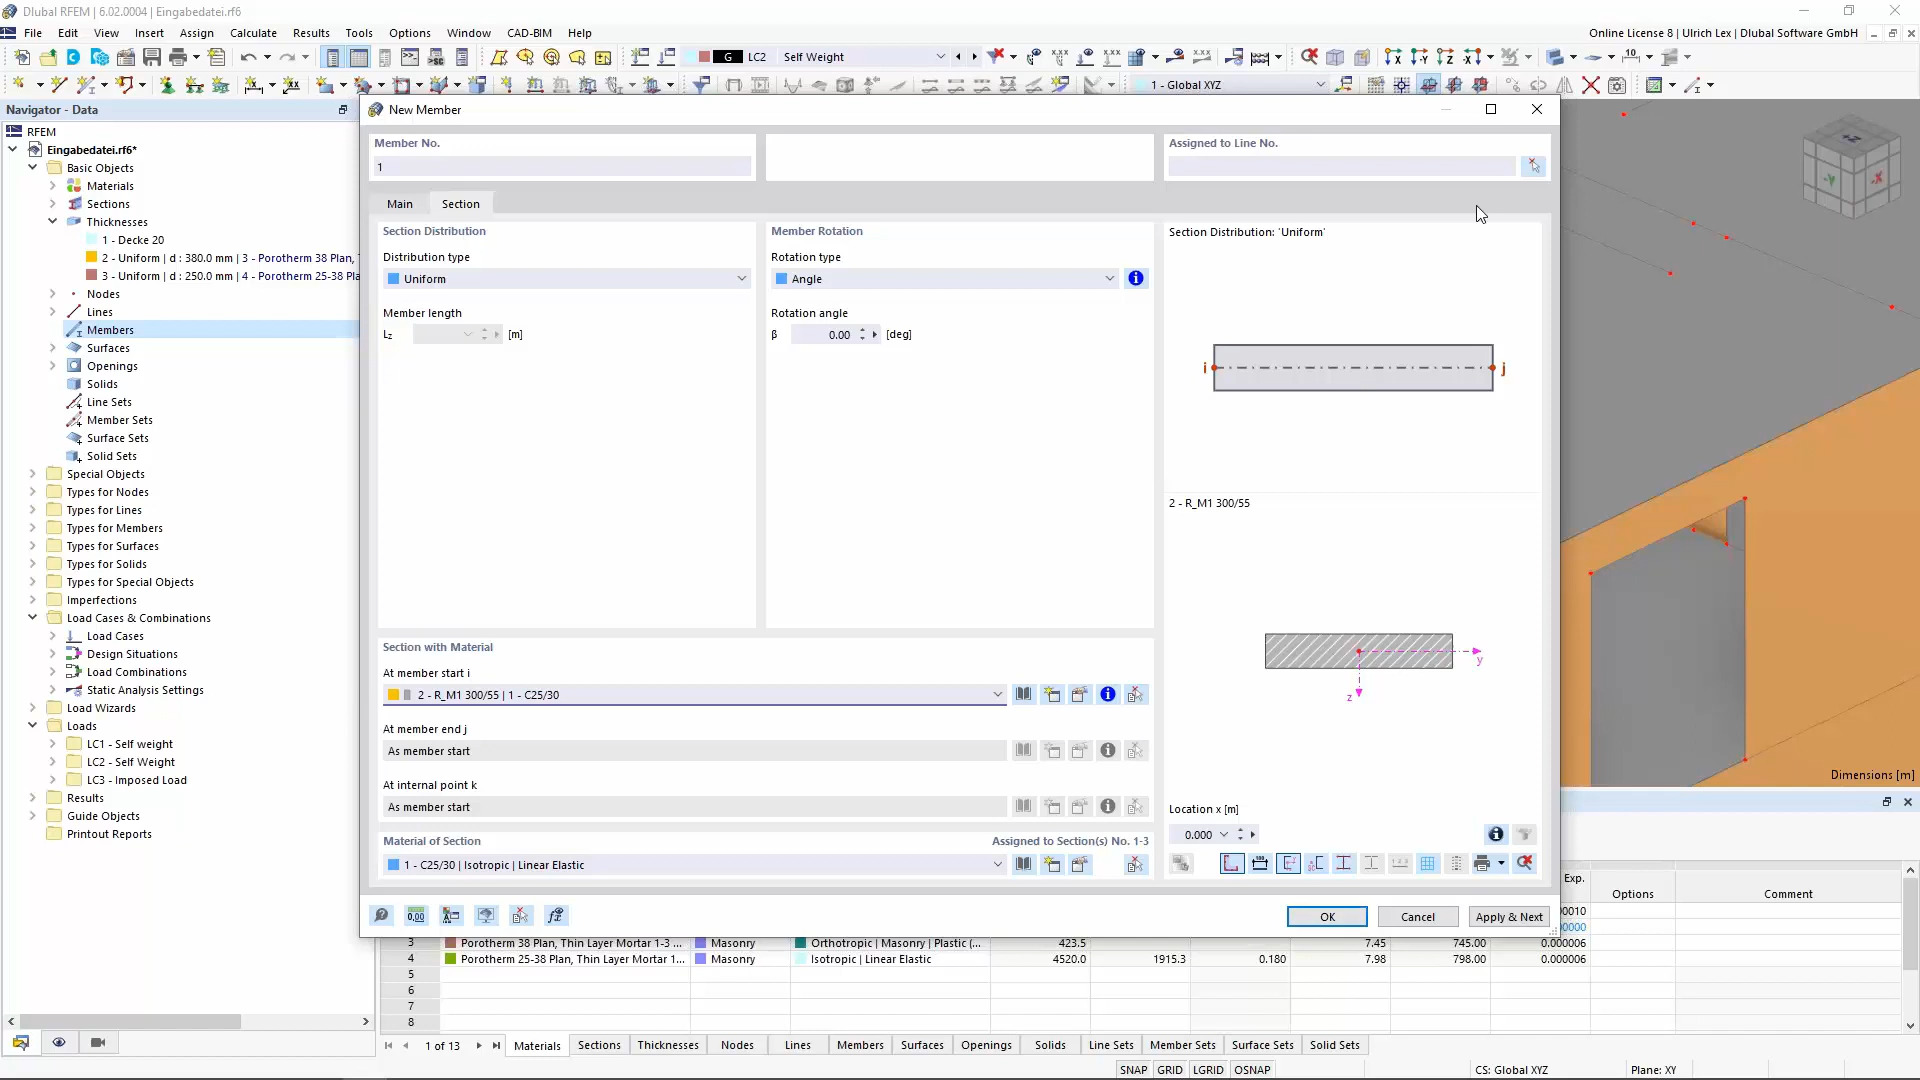 Dlubal RFEM | 6.02.0004 | Eingabedatei.rf6*
File Edit View Insert Assign Calculate Results Tools Options Window CAD-BIM Help
Online License 8 | Ulrich Lex | Dlubal Software GmbH
G LC2 Self Weight
1 - Global XYZ
Navigator - Data
RFEM
Eingabedatei.rf6*
Basic Objects
Materials
Sections
Thicknesses
1 - Decke 20
2 - Uniform | d : 380.0 mm | 3 - Porotherm 38 Plan,
3 - Uniform | d : 250.0 mm | 4 - Porotherm 25-38 Pla
Nodes
Lines
Members
Surfaces
Openings
Solids
Line Sets
Member Sets
Surface Sets
Solid Sets
Special Objects
Types for Nodes
Types for Lines
Types for Members
Types for Surfaces
Types for Solids
Types for Special Objects
Imperfections
Load Cases & Combinations
Load Cases
Design Situations
Load Combinations
Static Analysis Settings
Load Wizards
Loads
LC1 - Self weight
LC2 - Self Weight
LC3 - Imposed Load
Results
Guide Objects
Printout Reports
New Member
Member No.
1
Assigned to Line No.
Main Section
Section Distribution
Distribution type
Uniform
Member length
Lz [m]
Member Rotation
Rotation type
Angle
Rotation angle
β 0.00 [deg]
Section Distribution: 'Uniform'
i j
2 - R_M1 300/55
y
z
Section with Material
At member start i
2 - R_M1 300/55 | 1 - C25/30
At member end j
As member start
At internal point k
As member start
Location x [m]
0.000
Material of Section Assigned to Section(s) No. 1-3
1 - C25/30 | Isotropic | Linear Elastic
OK Cancel Apply & Next
+Z
-Y
-X
Dimensions [m]
Exp.
Options Comment
00010
00000
3 Porotherm 38 Plan, Thin Layer Mortar 1-3 ... Masonry Orthotropic | Masonry | Plastic (... 423.5 7.45 745.00 0.000006
4 Porotherm 25-38 Plan, Thin Layer Mortar 1... Masonry Isotropic | Linear Elastic 4520.0 1915.3 0.180 7.98 798.00 0.000006
5
6
7
8
1 of 13 Materials Sections Thicknesses Nodes Lines Members Surfaces Openings Solids Line Sets Member Sets Surface Sets Solid Sets
SNAP GRID LGRID OSNAP CS: Global XYZ Plane: XY